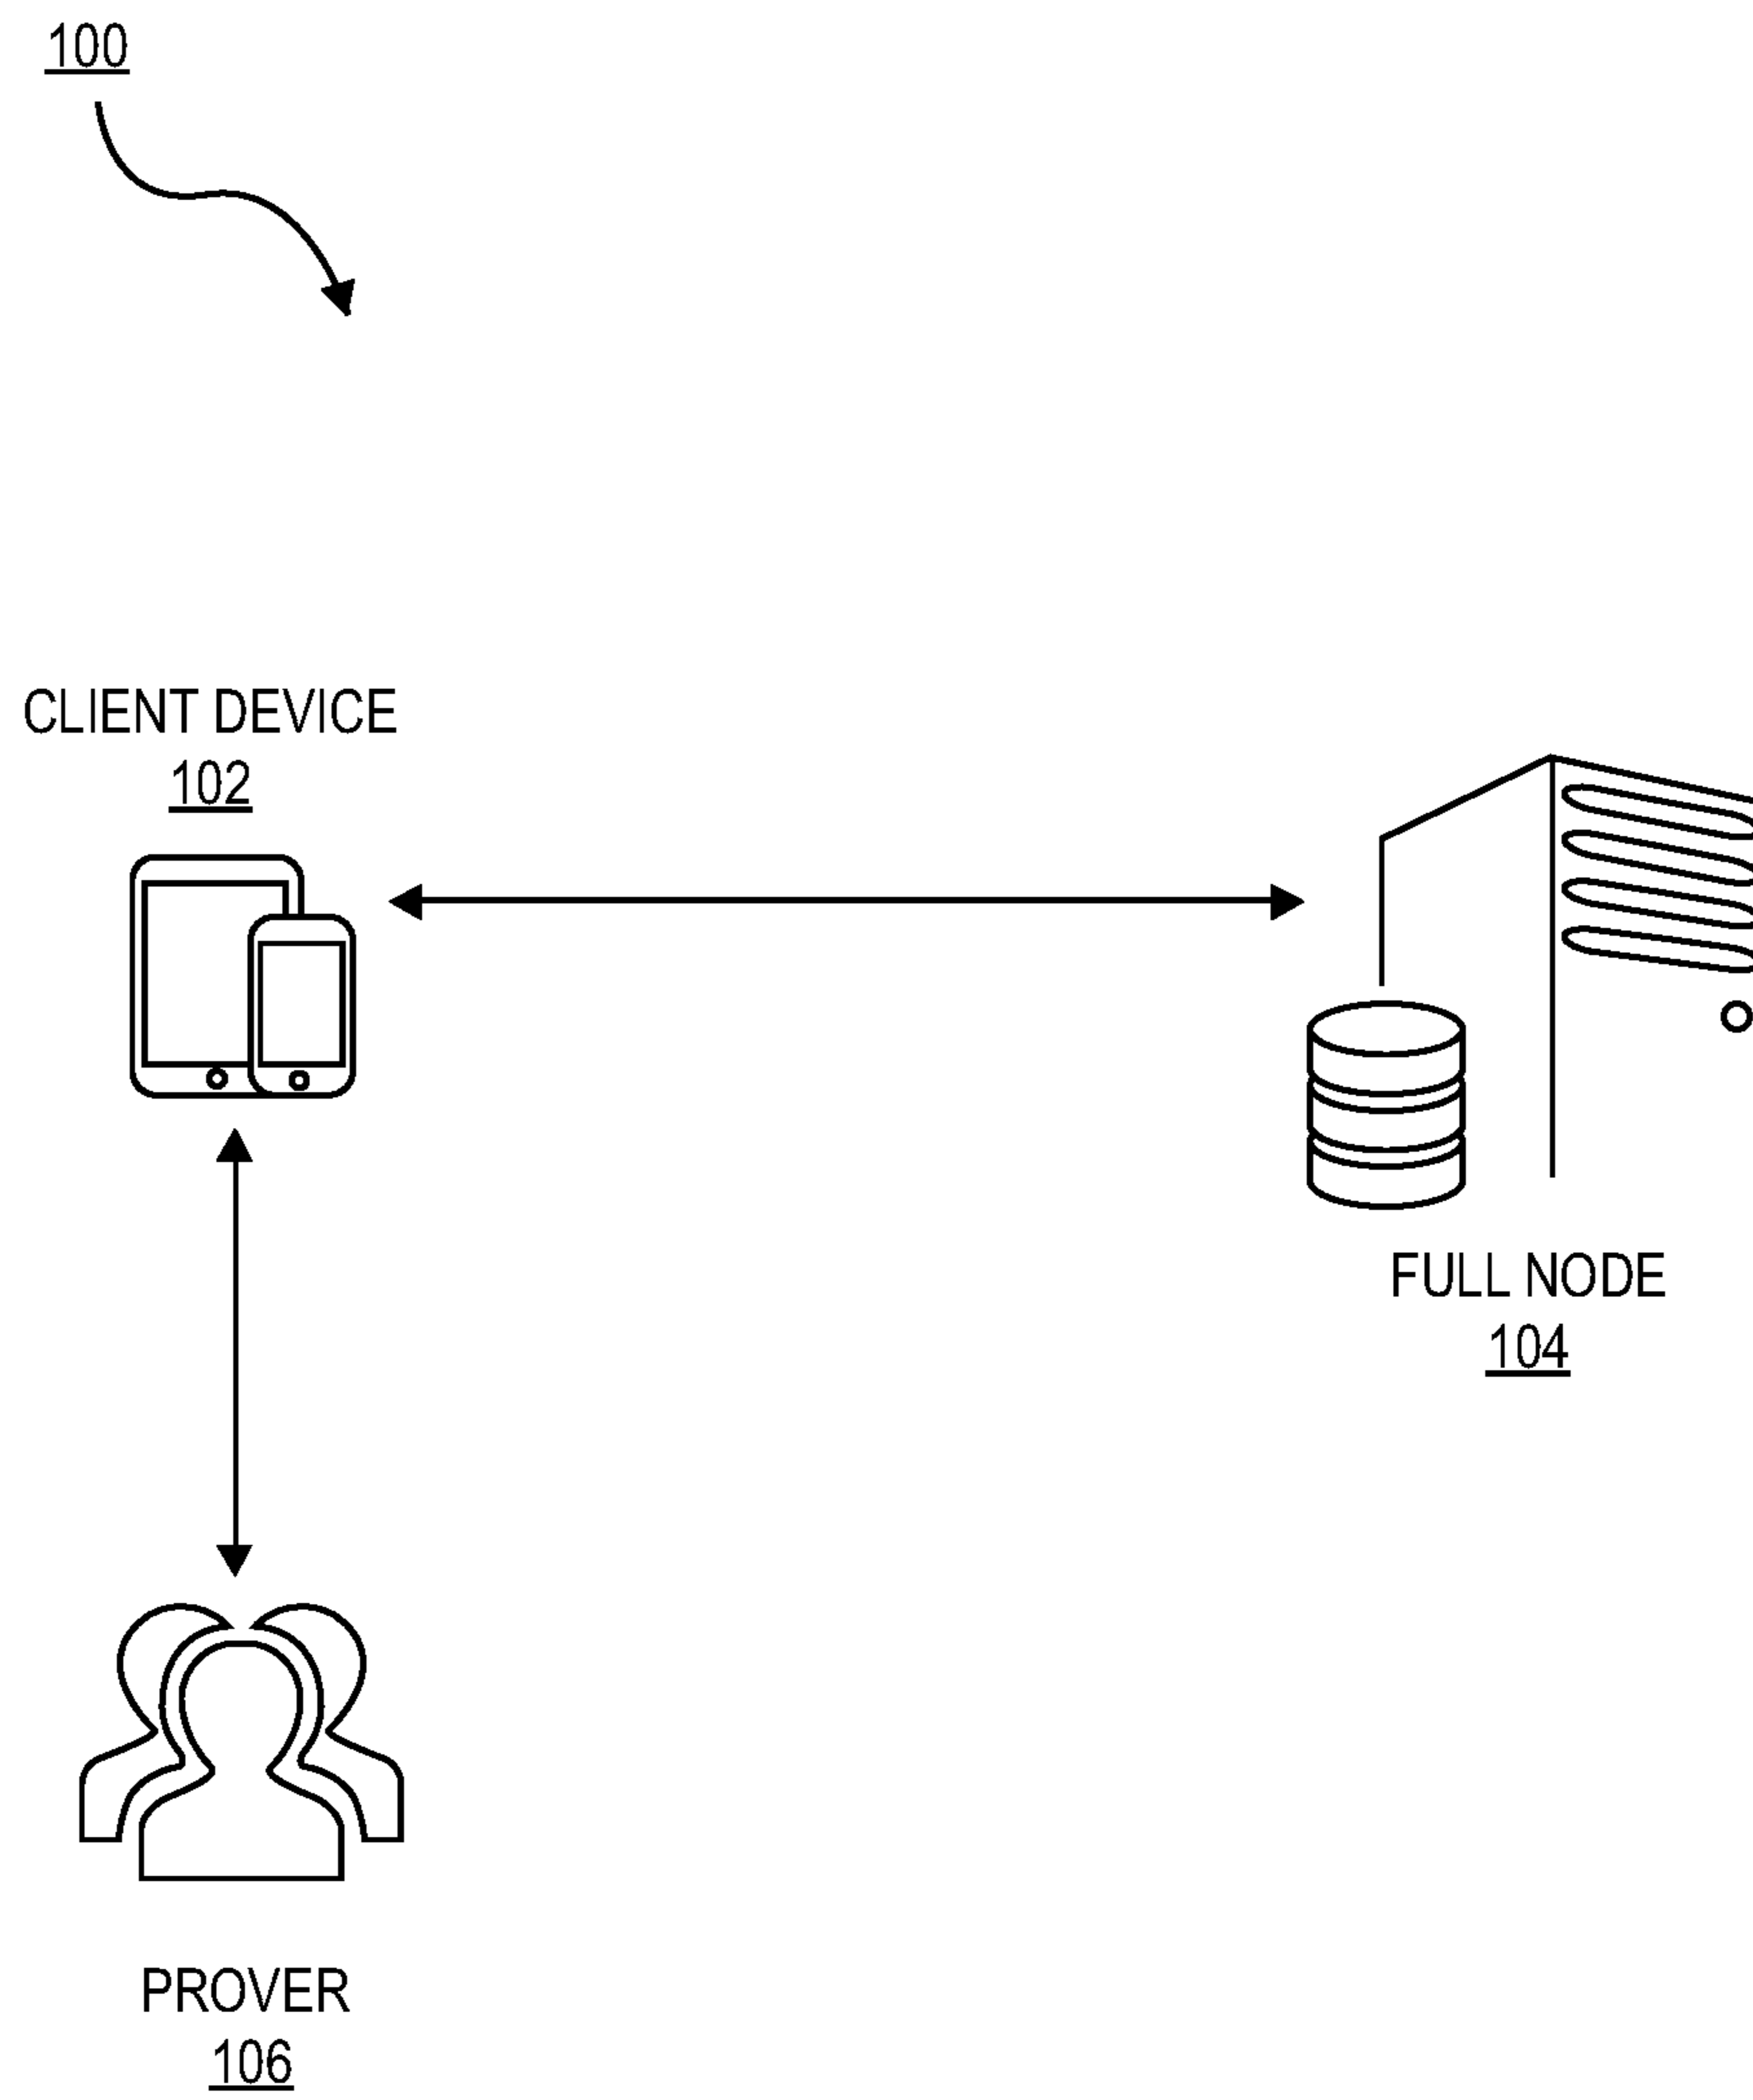 100
CLIENT DEVICE
102
FULL NODE
104
PROVER
106